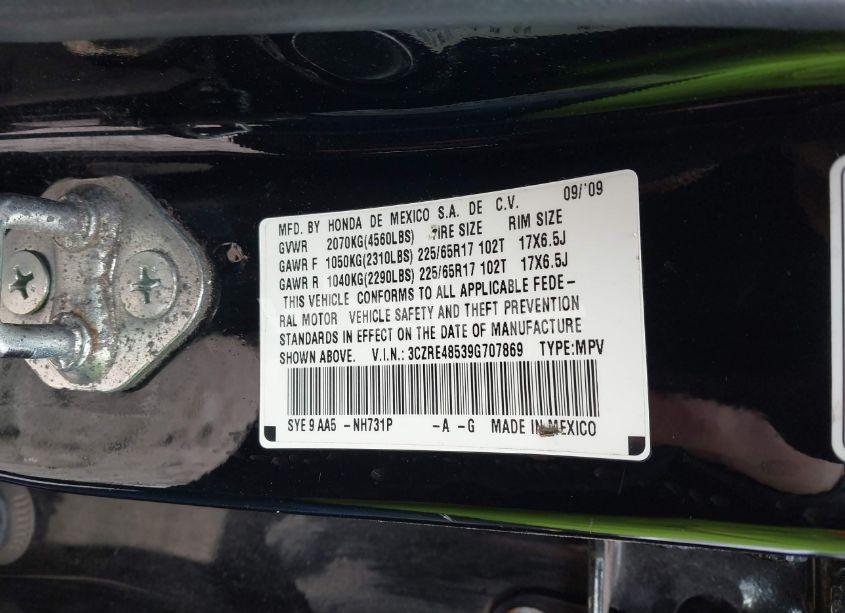 MFD. BY HONDA DE MEXICO S.A. DE C.V. 09/'09
GVWR 2070KG(4560LBS) TIRE SIZE RIM SIZE
GAWR F 1050KG(2310LBS) 225/65R17 102T 17X6.5J
GAWR R 1040KG(2290LBS) 225/65R17 102T 17X6.5J
THIS VEHICLE CONFORMS TO ALL APPLICABLE FEDE-
RAL MOTOR VEHICLE SAFETY AND THEFT PREVENTION
STANDARDS IN EFFECT ON THE DATE OF MANUFACTURE
SHOWN ABOVE. V.I.N.: 3CZRE48539G707869 TYPE:MPV
SYE 9 AA5 -NH731P -A -G MADE IN MEXICO